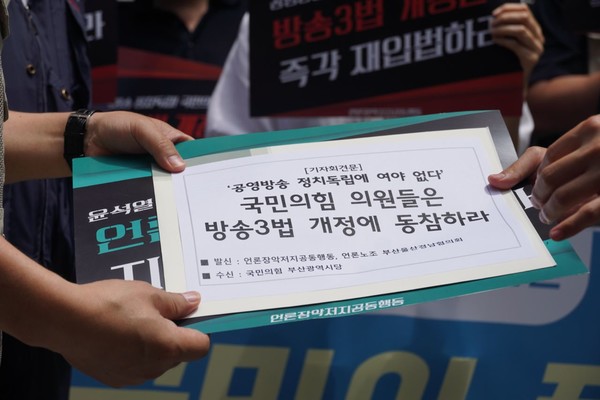 방송3법 개정
즉각 재입법하라
[기자회견문]
'공영방송 정치독립에 여야 없다'
국민의힘 의원들은
방송3법 개정에 동참하라
■ 발신 : 언론장악저지공동행동, 언론노조 부산울산경남협의회
■ 수신 : 국민의힘 부산광역시당
윤석열
언론
언론장악저지공동행동